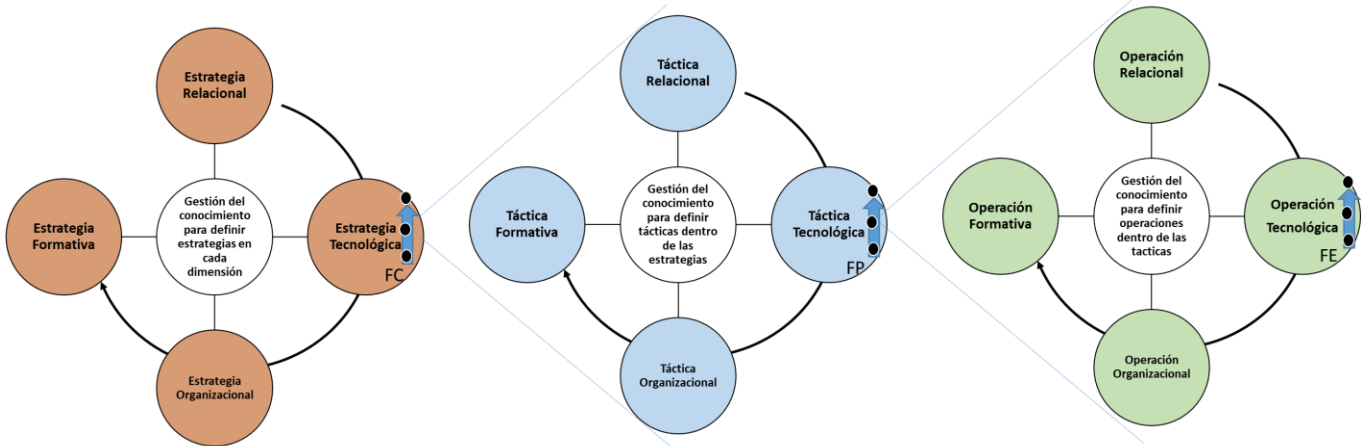 Estrategia
Relacional
Estrategia
Formativa
Gestión del
conocimiento
para definir
estrategias en
cada
dimensión
Estrategia
Tecnológica
FC
Estrategia
Organizacional
Táctica
Relacional
Táctica
Formativa
Gestión del
conocimiento
para definir
tácticas dentro
de las
estrategias
Táctica
Tecnológica
FP
Táctica
Organizacional
Operación
Relacional
Operación
Formativa
Gestión del
conocimiento
para definir
operaciones
dentro de las
tacticas
Operación
Tecnológica
FE
Operación
Organizacional